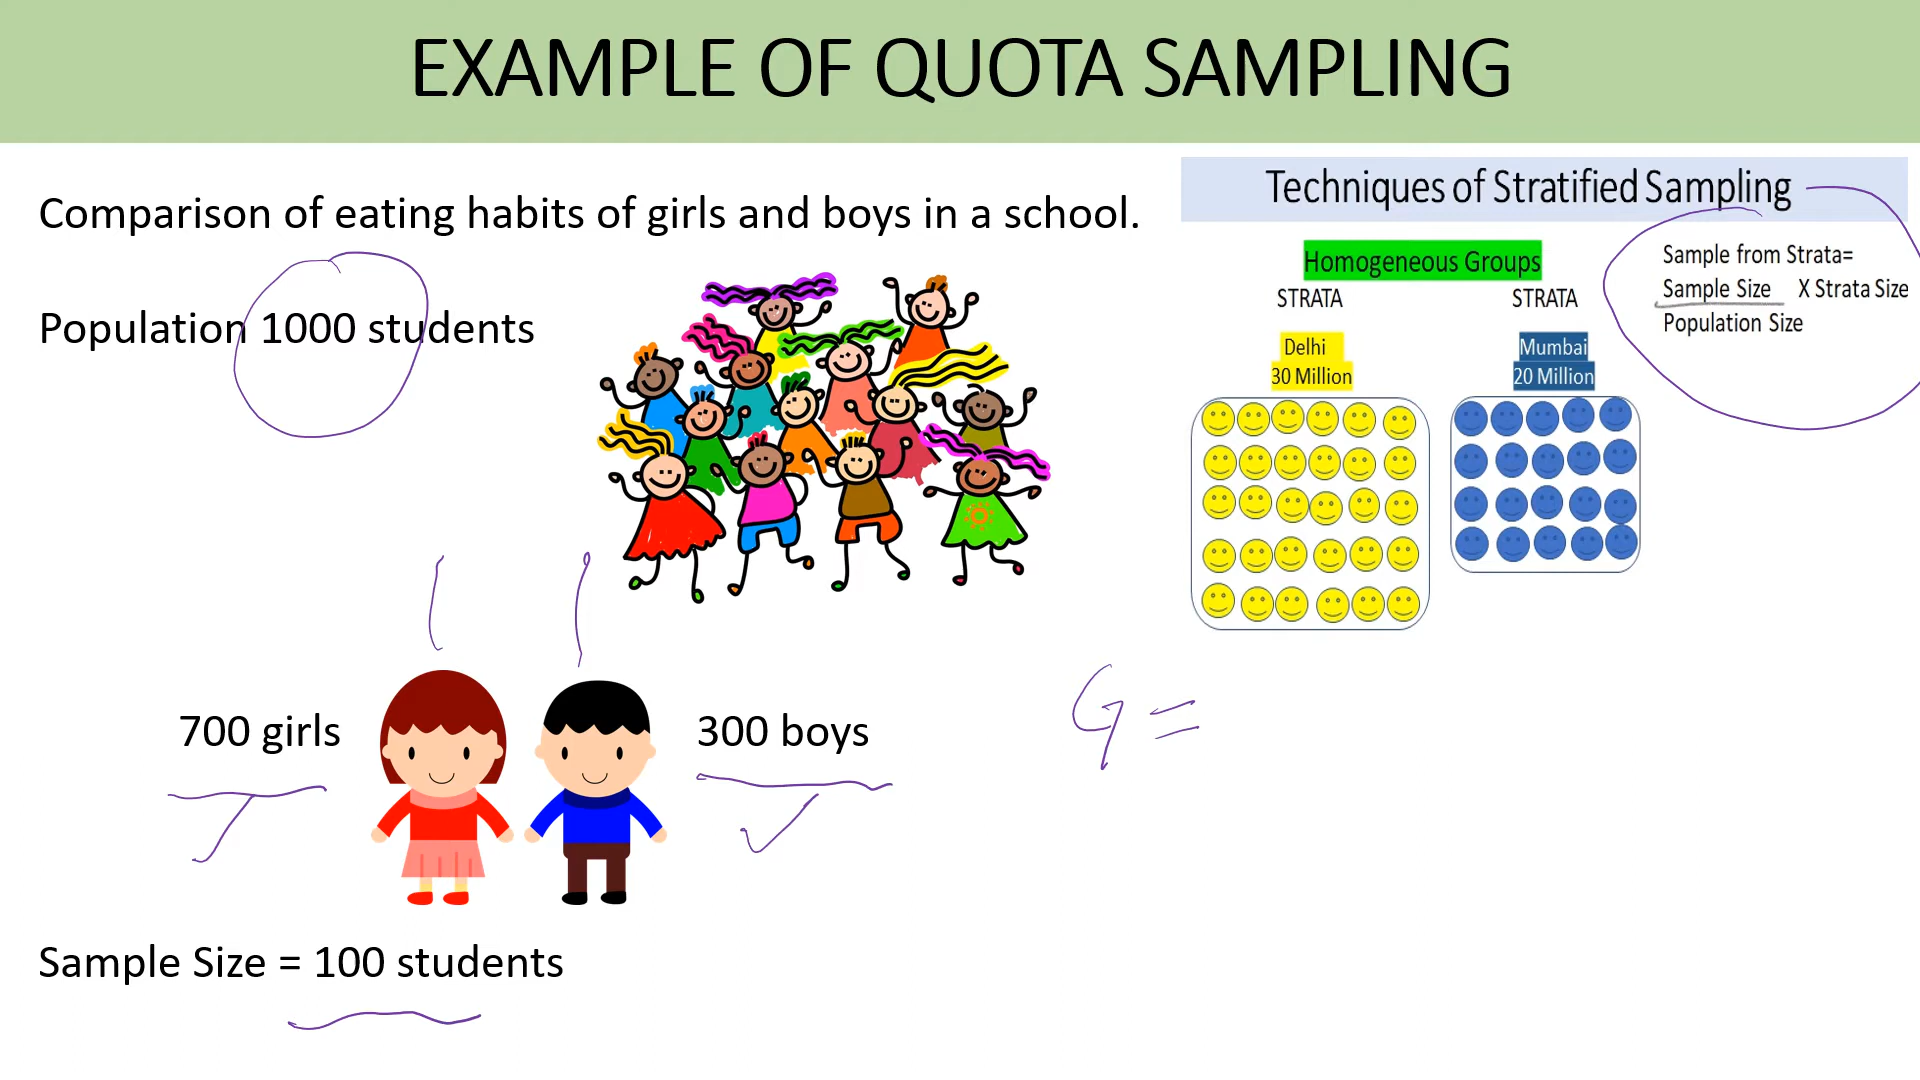 EXAMPLE OF QUOTA SAMPLING
Comparison of eating habits of girls and boys in a school.
Population 1000 students
700 girls
300 boys
Sample Size = 100 students
Techniques of Stratified Sampling
Homogeneous Groups
STRATA
STRATA
Delhi
30 Million
Mumbai
20 Million
Sample from Strata=
Sample Size X Strata Size
Population Size
G =